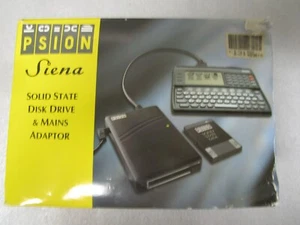 PSION
Siena
SOLID STATE
DISK DRIVE
& MAINS
ADAPTOR